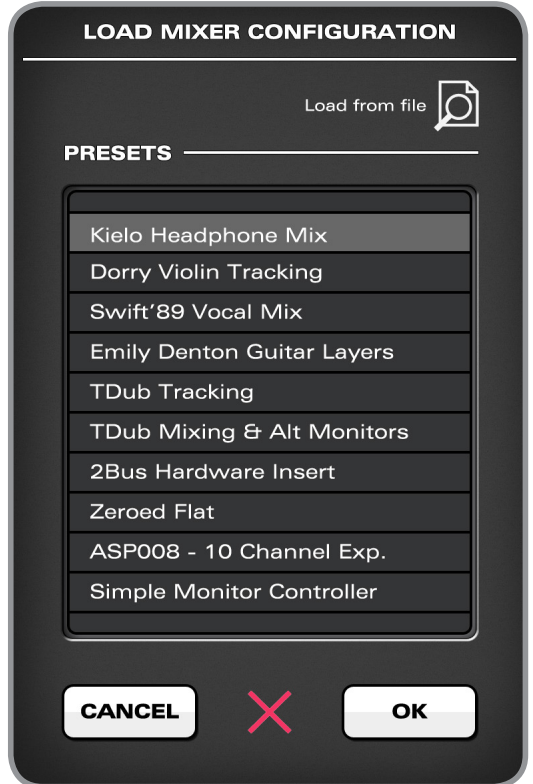 LOAD MIXER CONFIGURATION
Load from file
PRESETS
Kielo Headphone Mix
Dorry Violin Tracking
Swift’89 Vocal Mix
Emily Denton Guitar Layers
TDub Tracking
TDub Mixing & Alt Monitors
2Bus Hardware Insert
Zeroed Flat
ASP008 - 10 Channel Exp.
Simple Monitor Controller
CANCEL
OK